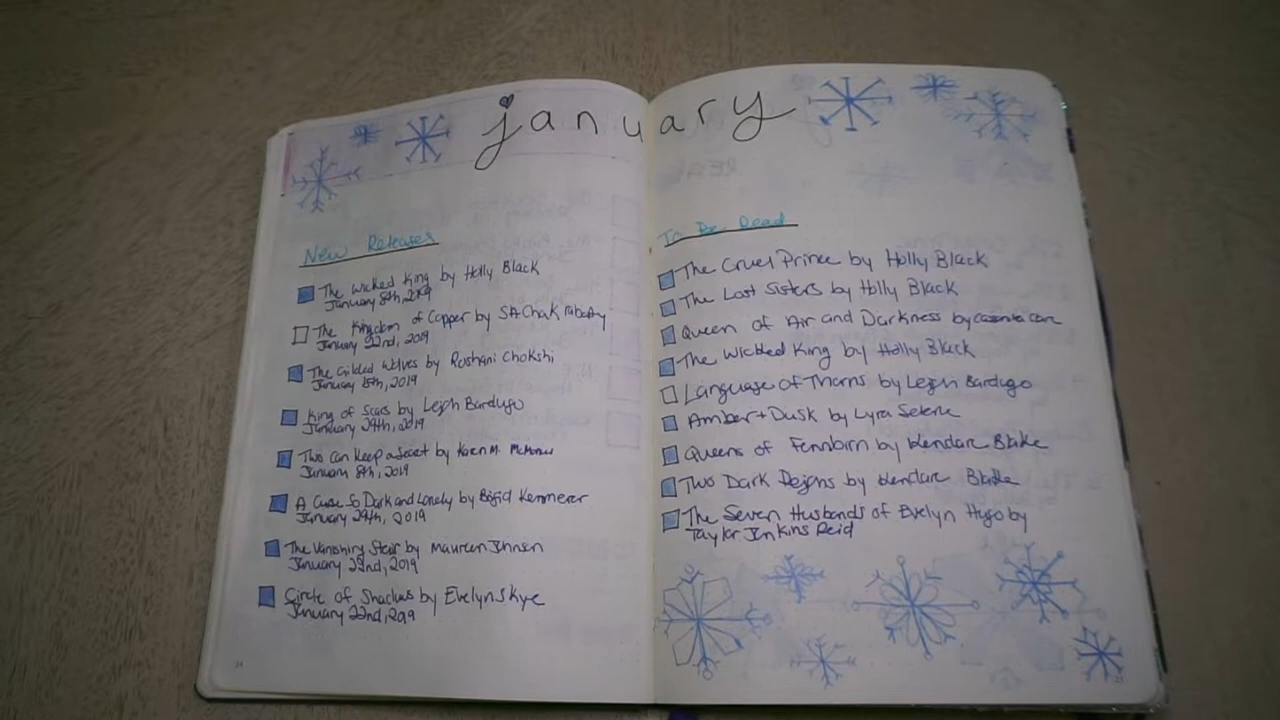 january
New Releases
The Wicked King by Holly Black
January 8th, 2019
The Kingdom of Copper by SA Chakraborty
January 22nd, 2019
The Gilded Wolves by Roshani Chokshi
January 15th, 2019
King of Scars by Leigh Bardugo
January 29th, 2019
Two Can Keep a Secret by Karen M. McManus
January 8th, 2019
A Curse So Dark and Lonely by Brigid Kemmerer
January 29th, 2019
The Vanishing Stair by Maureen Johnson
January 22nd, 2019
Circle of Shadows by Evelyn Skye
January 22nd, 2019
To Be Read
The Cruel Prince by Holly Black
The Lost Sisters by Holly Black
Queen of Air and Darkness by Cassandra Clare
The Wicked King by Holly Black
Language of Thorns by Leigh Bardugo
Amber + Dusk by Lyra Selene
Queens of Fennbirn by Kendare Blake
Two Dark Reigns by Kendare Blake
The Seven Husbands of Evelyn Hugo by
Taylor Jenkins Reid